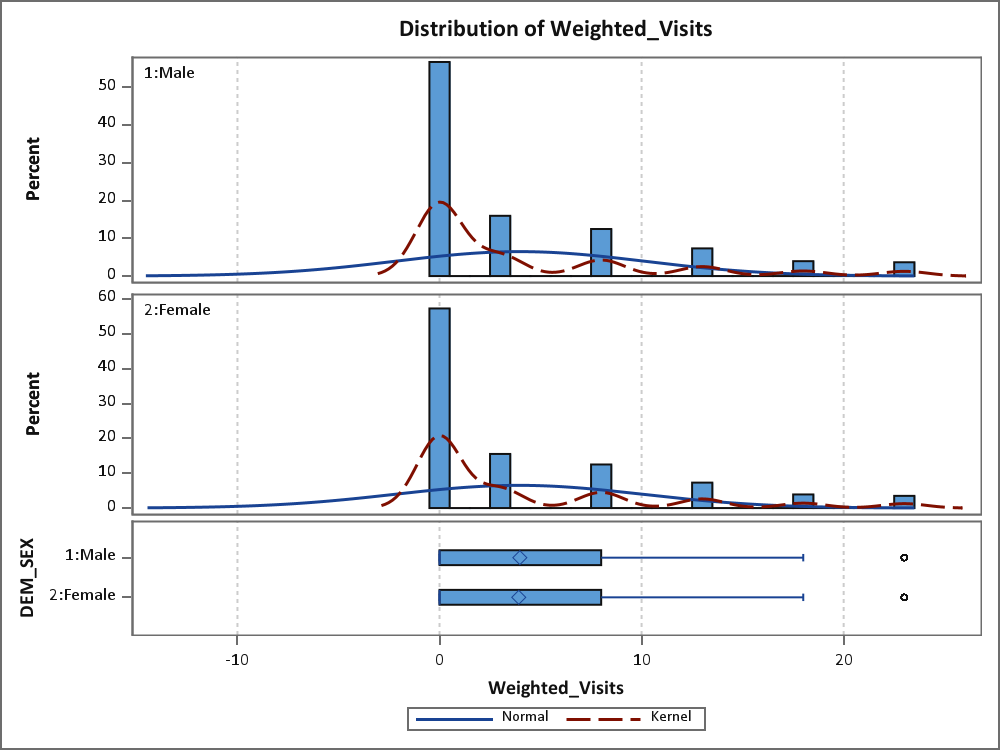 Distribution of Weighted_Visits
1:Male
Percent
50
40
30
20
10
0
2:Female
Percent
60
50
40
30
20
10
0
DEM_SEX
1:Male
2:Female
-10 0 10 20
Weighted_Visits
Normal Kernel